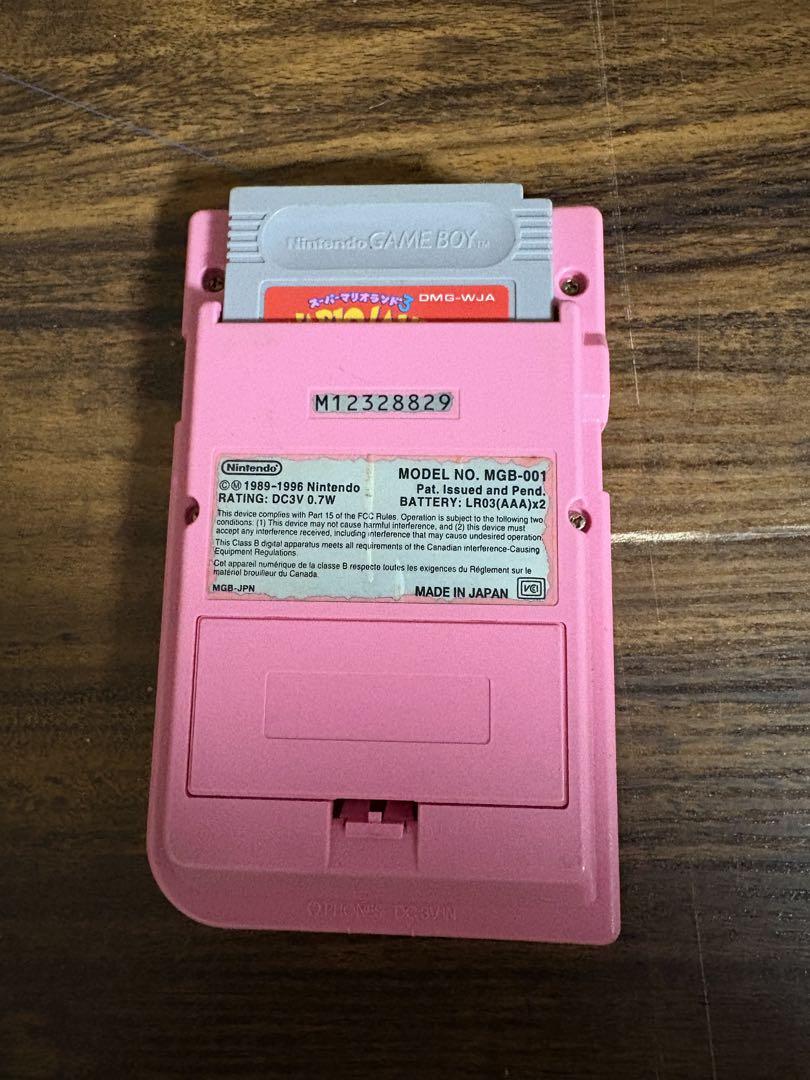 Nintendo GAME BOY TM
スーパーマリオランド3 DMG-WJA
M12328829
Nintendo
©Ⓜ 1989-1996 Nintendo
RATING: DC3V 0.7W
MODEL NO. MGB-001
Pat. Issued and Pend.
BATTERY: LR03(AAA)x2
This device complies with Part 15 of the FCC Rules. Operation is subject to the following two
conditions: (1) This device may not cause harmful interference, and (2) this device must
accept any interference received, including interference that may cause undesired operation.
This Class B digital apparatus meets all requirements of the Canadian Interference-Causing
Equipment Regulations.
Cet appareil numérique de la classe B respecte toutes les exigences du Réglement sur le
matériel brouilleur du Canada.
MGB-JPN
MADE IN JAPAN
VCI
PHONES DC 3V IN